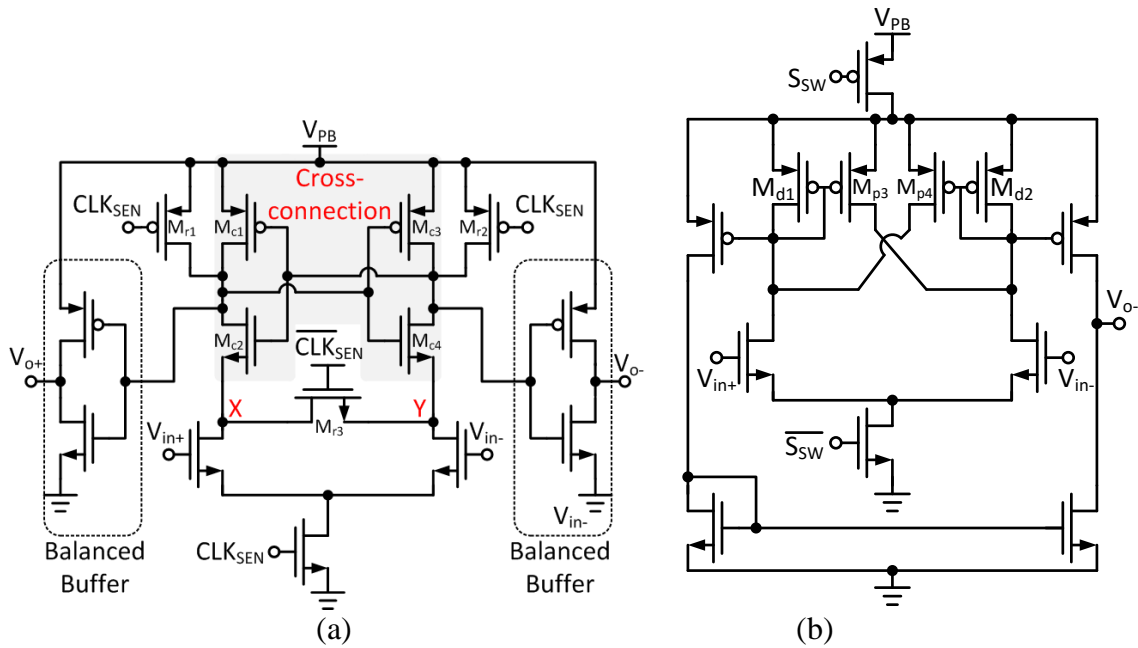 V_PB
Cross-
connection
CLK_SEN
M_r1
M_c1
M_c3
M_r2
CLK_SEN
M_c2
M_c4
CLK_SEN
V_o+
V_o-
X
Y
M_r3
V_in+
V_in-
V_in-
CLK_SEN
Balanced
Buffer
Balanced
Buffer
(a)
V_PB
S_SW
M_d1
M_p3
M_p4
M_d2
V_o-
V_in+
V_in-
S_SW
(b)